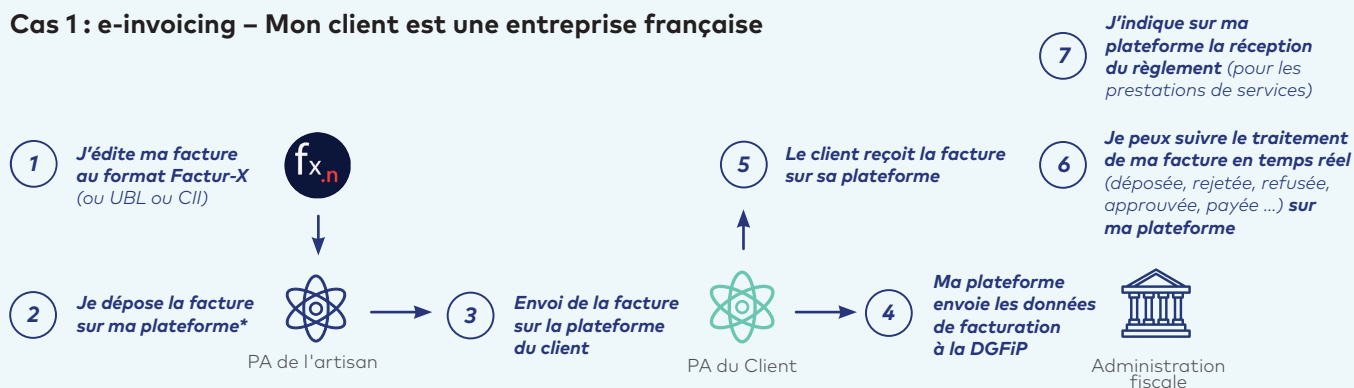 Cas 1 : e-invoicing – Mon client est une entreprise française
1
J’édite ma facture
au format Factur-X
(ou UBL ou CII)
fx.n
2
Je dépose la facture
sur ma plateforme*
PA de l'artisan
3
Envoi de la facture
sur la plateforme
du client
PA du Client
4
Ma plateforme
envoie les données
de facturation
à la DGFiP
Administration
fiscale
5
Le client reçoit la facture
sur sa plateforme
6
Je peux suivre le traitement
de ma facture en temps réel
(déposée, rejetée, refusée,
approuvée, payée …) sur
ma plateforme
7
J’indique sur ma
plateforme la réception
du règlement (pour les
prestations de services)